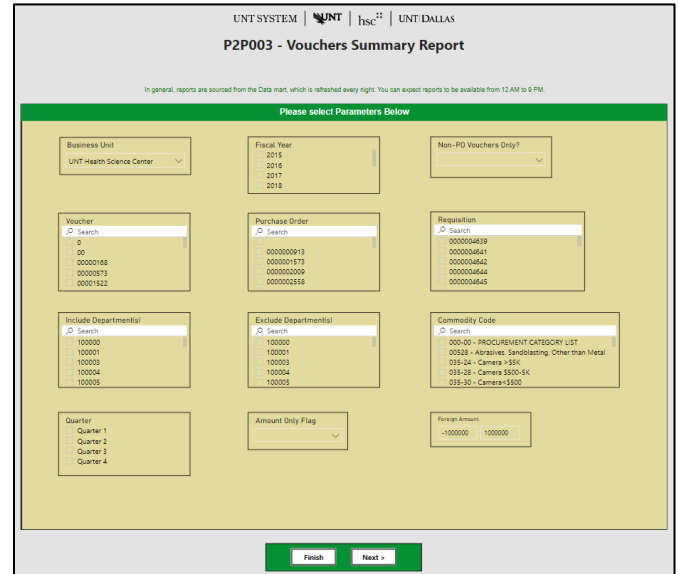 UNT SYSTEM | UNT | hsc | UNT DALLAS
P2P003 - Vouchers Summary Report
In general, reports are sourced from the Data mart, which is refreshed every night. You can expect reports to be available from 12 AM to 9 PM.
Please select Parameters Below
Business Unit
UNT Health Science Center
Fiscal Year
2015
2016
2017
2018
Non-PO Vouchers Only?
Voucher
Search
0
00
00000168
00000573
00001522
Purchase Order
Search
0000000913
0000001573
0000002009
0000002558
Requisition
Search
0000004639
0000004641
0000004642
0000004644
0000004645
Include Department(s)
Search
100000
100001
100003
100004
100005
Exclude Department(s)
Search
100000
100001
100003
100004
100005
Commodity Code
Search
000-00 - PROCUREMENT CATEGORY LIST
00528 - Abrasives, Sandblasting, Other than Metal
035-24 - Camera >$5K
035-28 - Camera $500-5K
035-30 - Camera<$500
Quarter
Quarter 1
Quarter 2
Quarter 3
Quarter 4
Amount Only Flag
Foreign Amount
-1000000 1000000
Finish
Next >